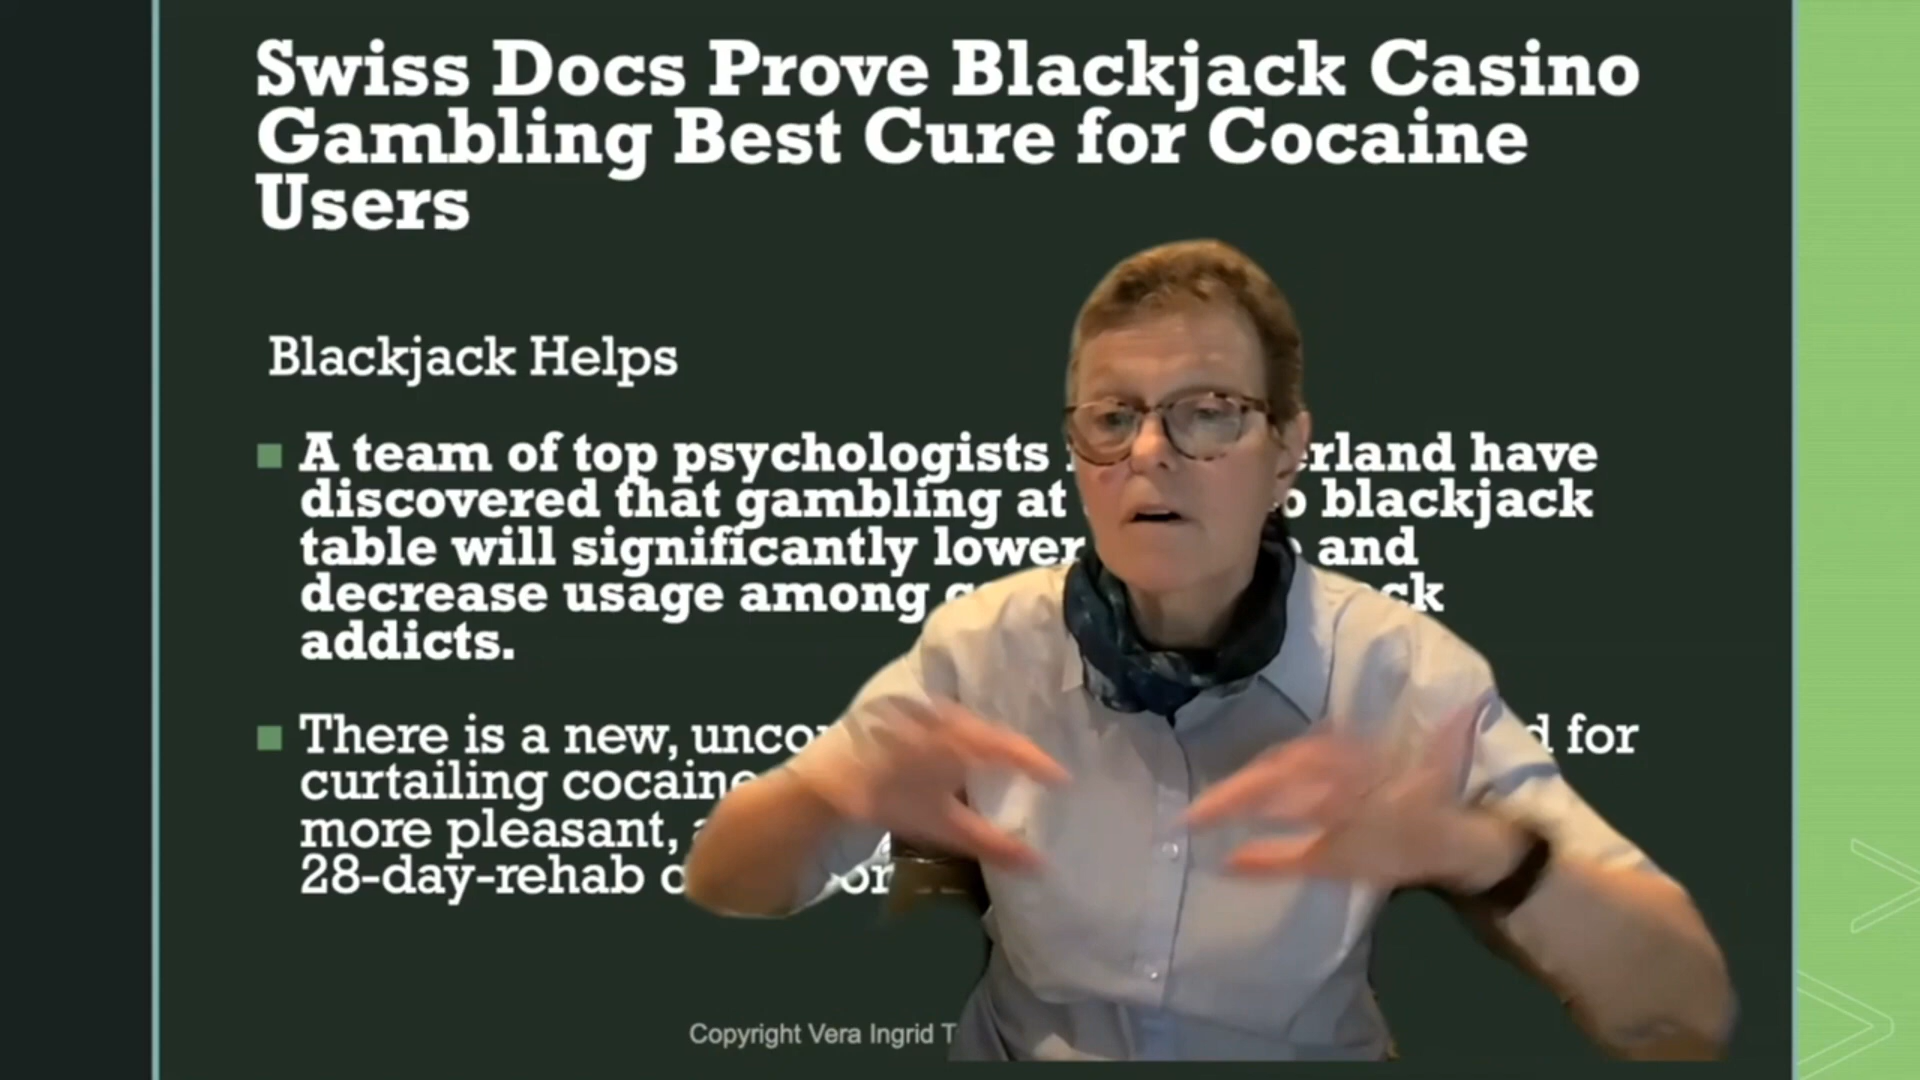 Swiss Docs Prove Blackjack Casino
Gambling Best Cure for Cocaine
Users
Blackjack Helps
A team of top psychologists have
discovered that gambling at blackjack
table will significantly lower and
decrease usage among
addicts.
There is a new, for
curtailing
more pleasant,
28-day-rehab
Copyright Vera Ingrid